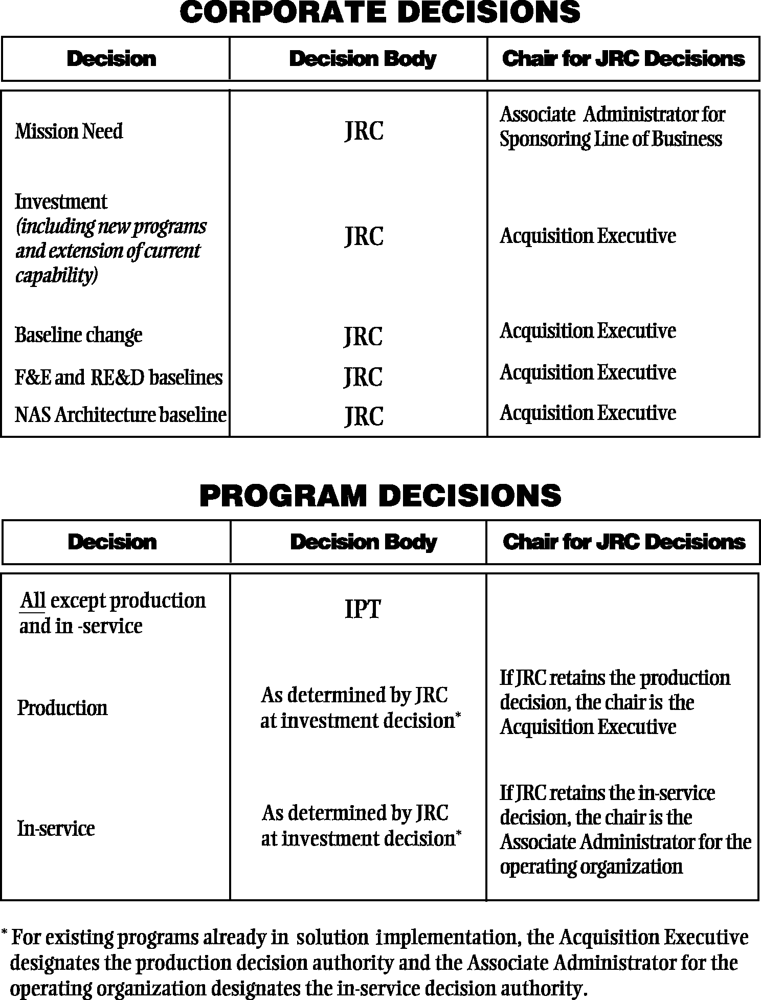 CORPORATE DECISIONS
Decision Decision Body Chair for JRC Decisions
Mission Need JRC Associate Administrator for
Sponsoring Line of Business
Investment
(including new programs
and extension of current
capability)
JRC
Acquisition Executive
Baseline change JRC Acquisition Executive
F&E and RE&D baselines JRC Acquisition Executive
NAS Architecture baseline JRC Acquisition Executive
PROGRAM DECISIONS
Decision Decision Body Chair for JRC Decisions
All except production
and in -service
IPT
Production
As determined by JRC
at investment decision*
If JRC retains the production
decision, the chair is the
Acquisition Executive
In-service
As determined by JRC
at investment decision*
If JRC retains the in-service
decision, the chair is the
Associate Administrator for the
operating organization
* For existing programs already in solution implementation, the Acquisition Executive
designates the production decision authority and the Associate Administrator for the
operating organization designates the in-service decision authority.